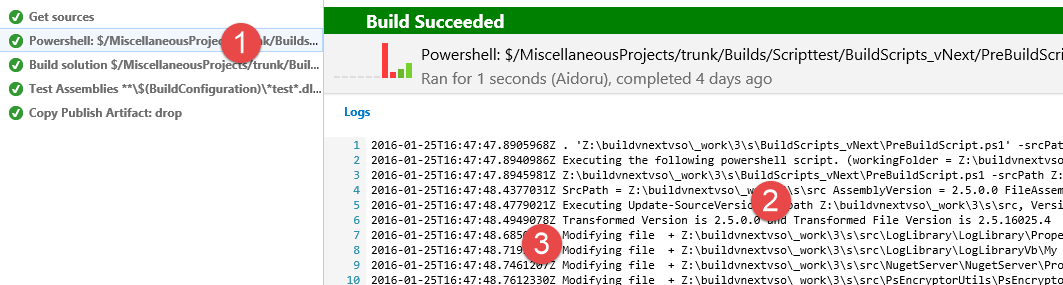 Get sources
Powershell: $/MiscellaneousProje 1 nk/Builds...
Build solution $/MiscellaneousProjects/trunk/Buil...
Test Assemblies **\$(BuildConfiguration)\*test*.dl...
Copy Publish Artifact: drop
Build Succeeded
Powershell: $/MiscellaneousProjects/trunk/Builds/Scripttest/BuildScripts_vNext/PreBuildScri
Ran for 1 seconds (Aidoru), completed 4 days ago
Logs
1 2016-01-25T16:47:47.8905968Z . 'Z:\buildvnextvso\_work\3\s\BuildScripts_vNext\PreBuildScript.ps1' -srcPat
2 2016-01-25T16:47:47.8940986Z Executing the following powershell script. (workingFolder = Z:\buildvnextvso
3 2016-01-25T16:47:47.8945981Z Z:\buildvnextvso\_work\3\s\BuildScripts_vNext\PreBuildScript.ps1 -srcPath Z:
4 2016-01-25T16:47:48.4377031Z SrcPath = Z:\buildvnextvso\_w \s\src AssemblyVersion = 2.5.0.0 FileAssem
5 2016-01-25T16:47:48.4779021Z Executing Update-SourceVersio 2 path Z:\buildvnextvso\_work\3\s\src, Versi
6 2016-01-25T16:47:48.4949078Z Transformed Version is 2.5.0.0 and Transformed File Version is 2.5.16025.4
7 2016-01-25T16:47:48.685 Modifying file + Z:\buildvnextvso\_work\3\s\src\LogLibrary\LogLibrary\Prope
8 2016-01-25T16:47:48.719 3 Modifying file + Z:\buildvnextvso\_work\3\s\src\LogLibrary\LogLibraryVb\My
9 2016-01-25T16:47:48.7461207Z Modifying file + Z:\buildvnextvso\_work\3\s\src\NugetServer\NugetServer\Pro
10 2016-01-25T16:47:48.7612330Z Modifying file + Z:\buildvnextvso\_work\3\s\src\PsEncryptorUtils\PsEncrypto